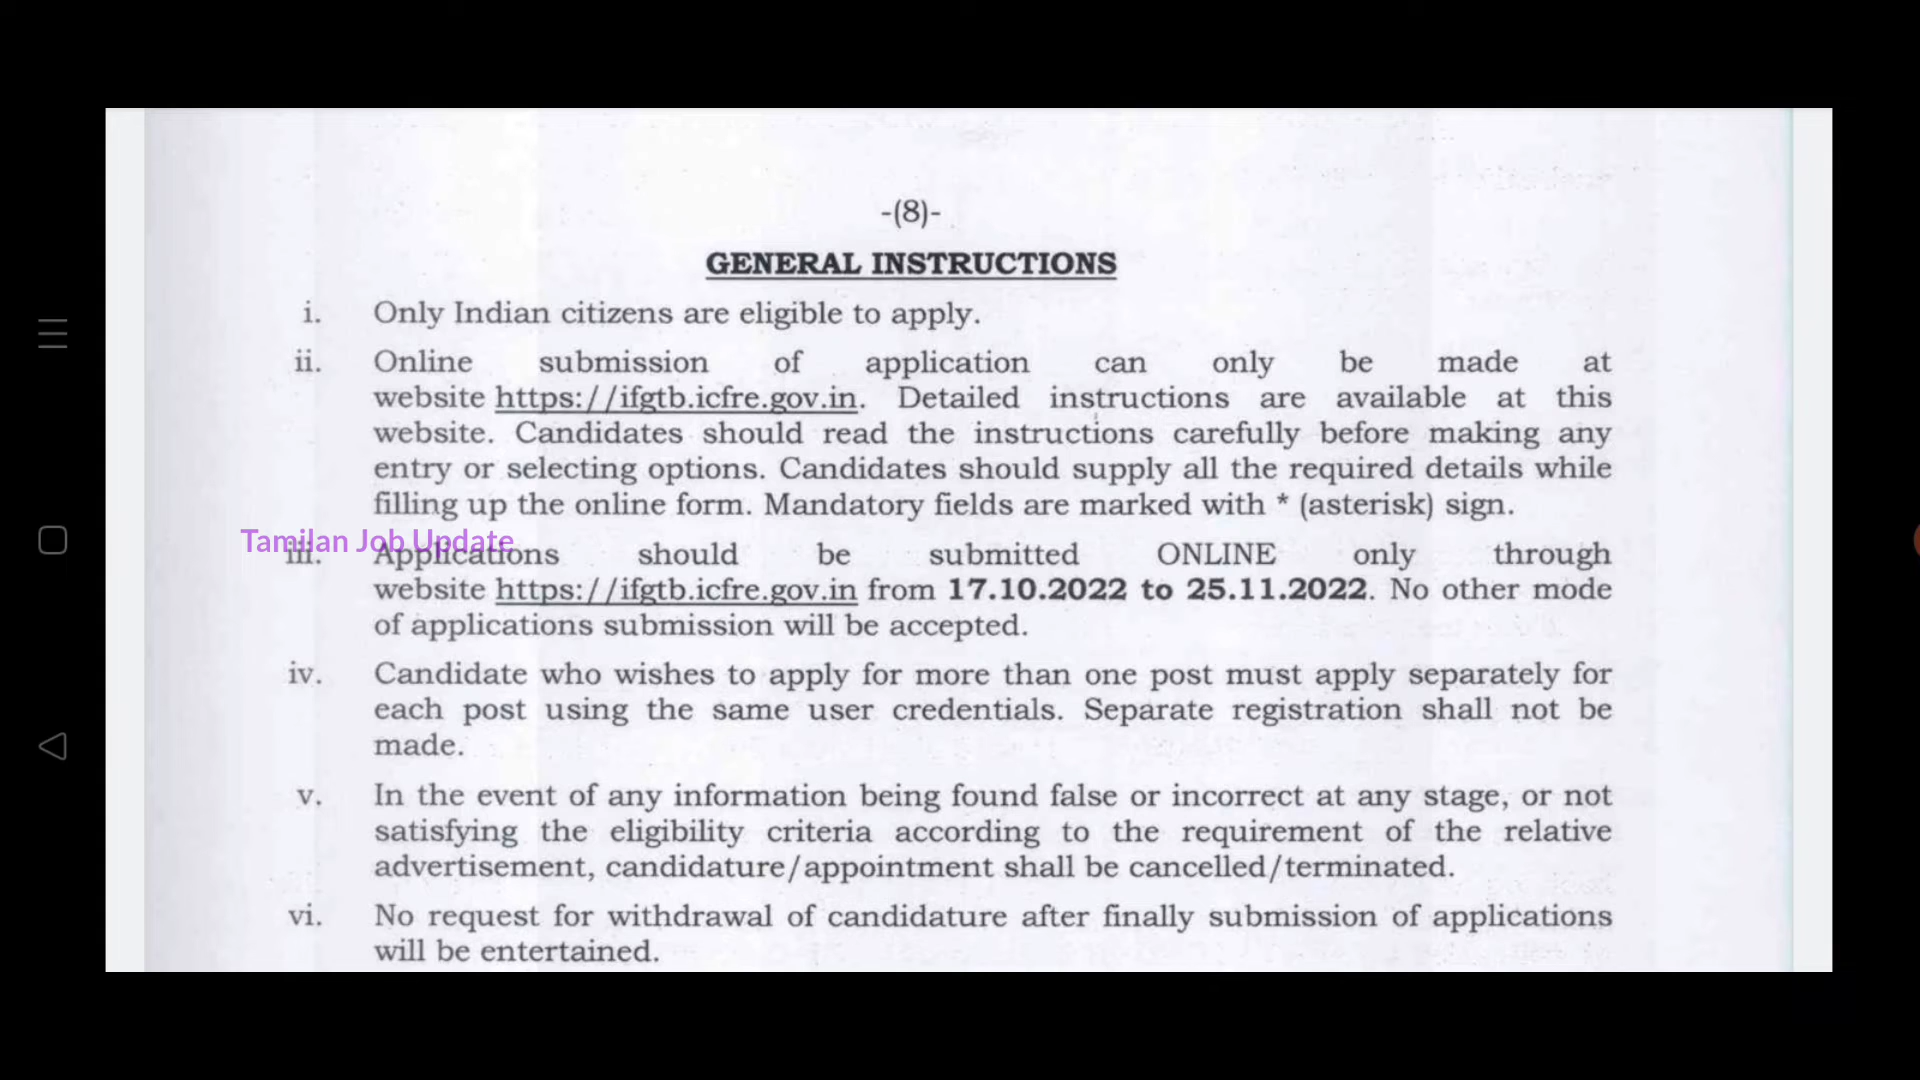 -(8)-
GENERAL INSTRUCTIONS
i. Only Indian citizens are eligible to apply.
ii. Online submission of application can only be made at
website https://ifgtb.icfre.gov.in. Detailed instructions are available at this
website. Candidates should read the instructions carefully before making any
entry or selecting options. Candidates should supply all the required details while
filling up the online form. Mandatory fields are marked with * (asterisk) sign.
Tamilan Job Update
iii. Applications should be submitted ONLINE only through
website https://ifgtb.icfre.gov.in from 17.10.2022 to 25.11.2022. No other mode
of applications submission will be accepted.
iv. Candidate who wishes to apply for more than one post must apply separately for
each post using the same user credentials. Separate registration shall not be
made.
v. In the event of any information being found false or incorrect at any stage, or not
satisfying the eligibility criteria according to the requirement of the relative
advertisement, candidature/appointment shall be cancelled/terminated.
vi. No request for withdrawal of candidature after finally submission of applications
will be entertained.